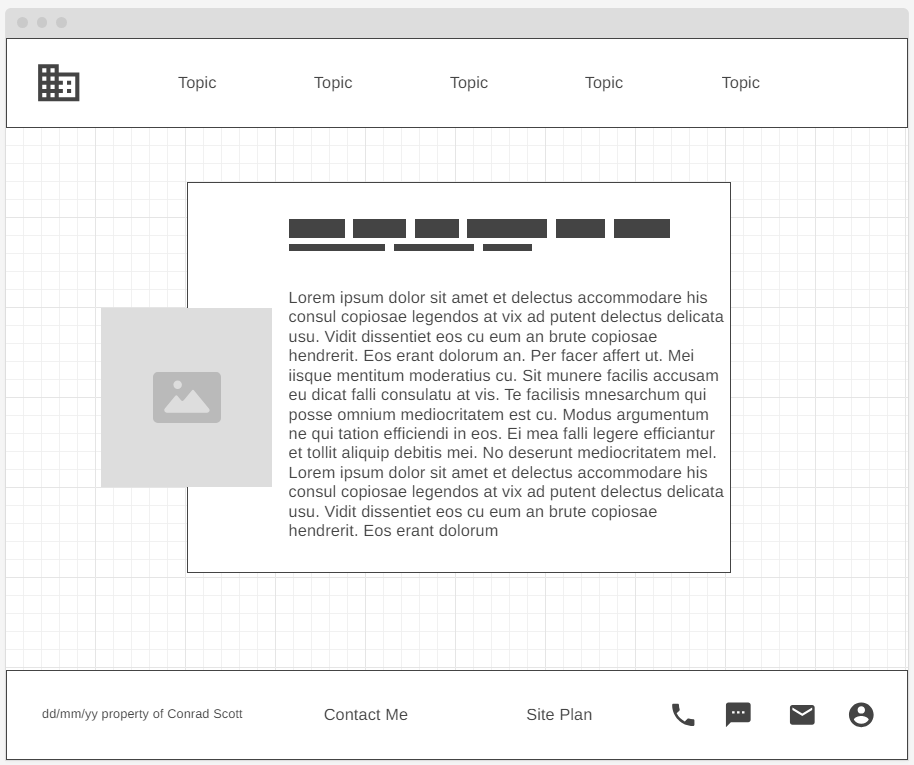 Topic Topic Topic Topic Topic
Lorem ipsum dolor sit amet et delectus accommodare his
consul copiosae legendos at vix ad putent delectus delicata
usu. Vidit dissentiet eos cu eum an brute copiosae
hendrerit. Eos erant dolorum an. Per facer affert ut. Mei
iisque mentitum moderatius cu. Sit munere facilis accusam
eu dicat falli consulatu at vis. Te facilisis mnesarchum qui
posse omnium mediocritatem est cu. Modus argumentum
ne qui tation efficiendi in eos. Ei mea falli legere efficiantur
et tollit aliquip debitis mei. No deserunt mediocritatem mel.
Lorem ipsum dolor sit amet et delectus accommodare his
consul copiosae legendos at vix ad putent delectus delicata
usu. Vidit dissentiet eos cu eum an brute copiosae
hendrerit. Eos erant dolorum
dd/mm/yy property of Conrad Scott Contact Me Site Plan